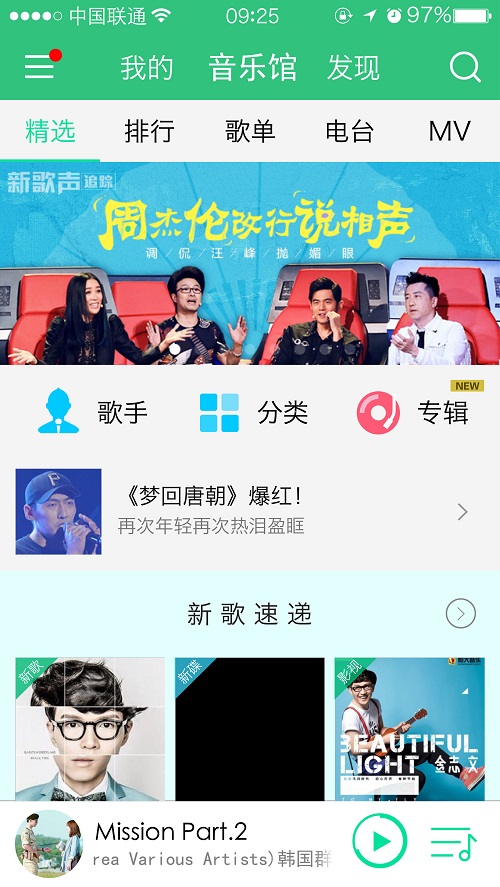 中国联通
09:25
97%
我的
音乐馆
发现
精选
排行
歌单
电台
MV
新歌声追踪
周杰伦改行说相声
调侃汪峰抛媚眼
歌手
分类
NEW
专辑
《梦回唐朝》爆红!
再次年轻再次热泪盈眶
新歌速递
新歌
新碟
影视
BEAUTIFUL
LIGHT
金志文
Mission Part.2
rea Various Artists)韩国群